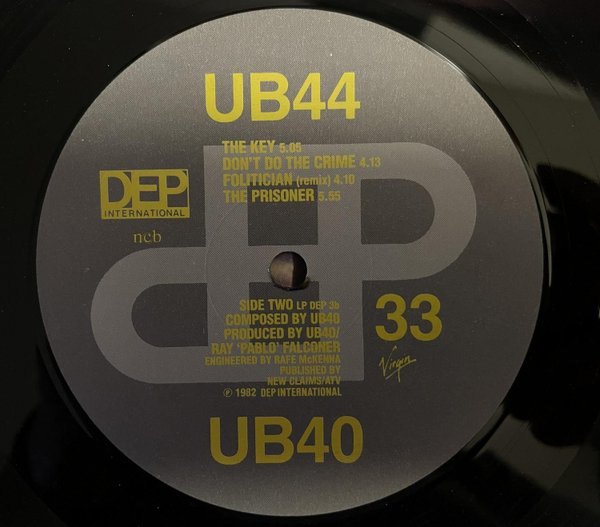 UB44
THE KEY 5.05
DON'T DO THE CRIME 4.13
FOLITICIAN (remix) 4.10
THE PRISONER 5.55
DEP
INTERNATIONAL
ncb
SIDE TWO LP DEP 3b
COMPOSED BY UB40
PRODUCED BY UB40/
RAY 'PABLO' FALCONER
ENGINEERED BY RAFE McKENNA
PUBLISHED BY
NEW CLAIMS/ATV
℗ 1982 DEP INTERNATIONAL
33
Virgin
UB40
dEP